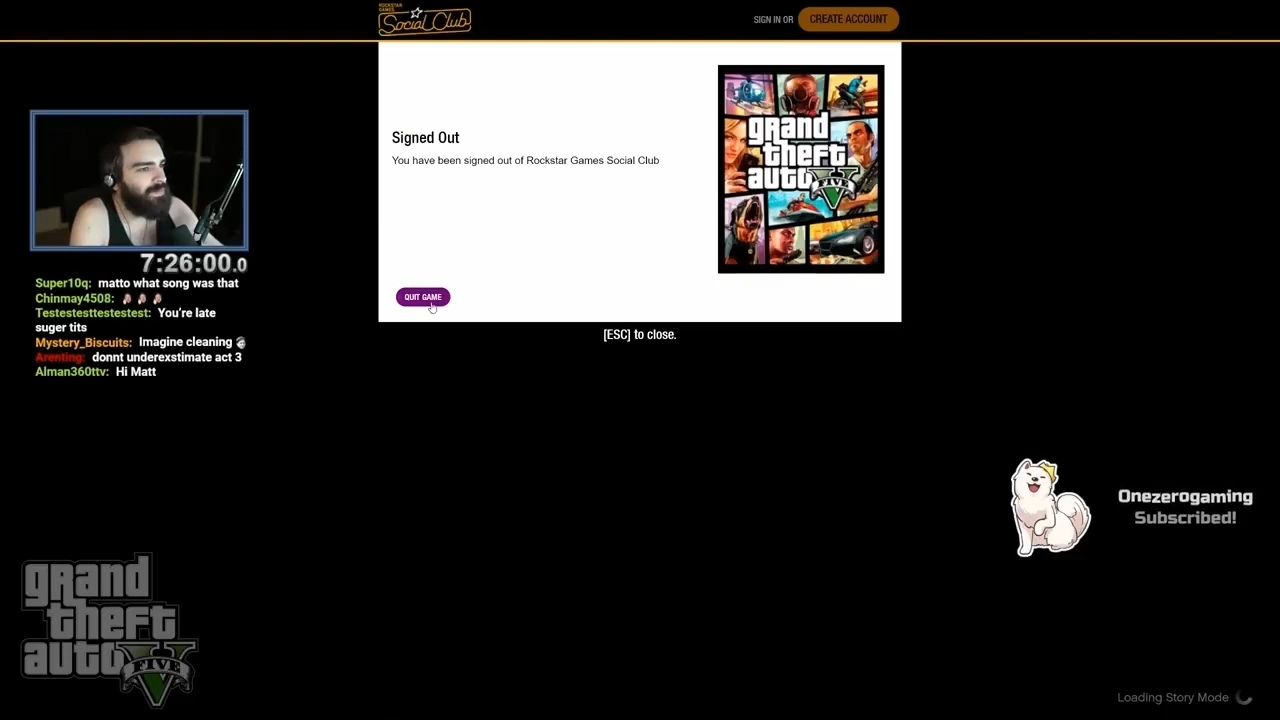 ROCKSTAR
GAMES
Social Club
SIGN IN OR
CREATE ACCOUNT
Signed Out
You have been signed out of Rockstar Games Social Club
grand
theft
auto
FIVE
QUIT GAME
[ESC] to close.
7:26:00.0
Super10q: matto what song was that
Chinmay4508:
Testestesttestestest: You're late
suger tits
Mystery_Biscuits: Imagine cleaning
Arenting: donnt underexstimate act 3
Alman360ttv: Hi Matt
Onezerogaming
Subscribed!
grand
theft
auto
FIVE
Loading Story Mode